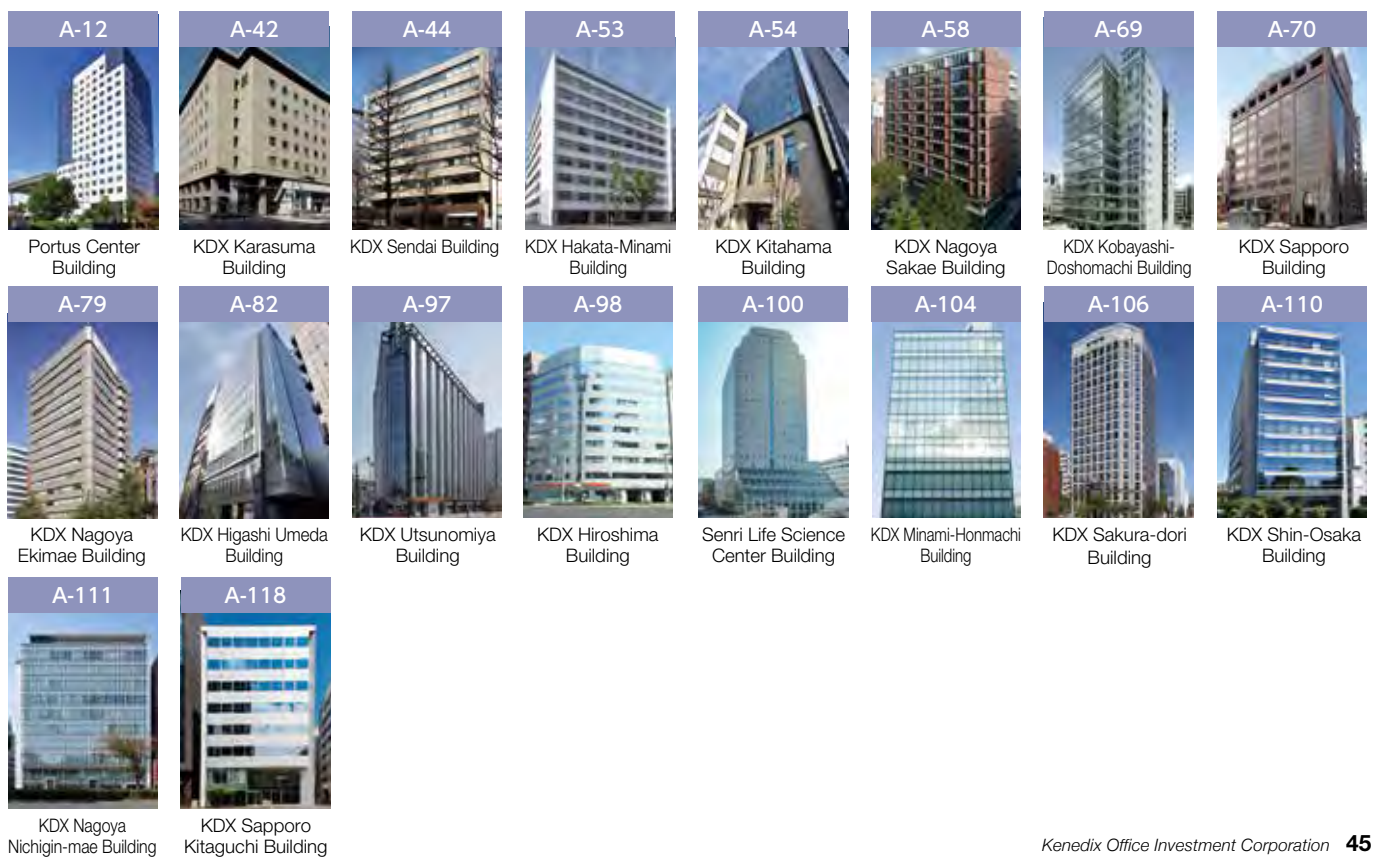 A-12
A-42
A-44
A-53
A-54
A-58
A-69
A-70
Portus Center
Building
KDX Karasuma
Building
KDX Sendai Building
KDX Hakata-Minami
Building
KDX Kitahama
Building
KDX Nagoya
Sakae Building
KDX Kobayashi-
Doshomachi Building
KDX Sapporo
Building
A-79
A-82
A-97
A-98
A-100
A-104
A-106
A-110
KDX Nagoya
Ekimae Building
KDX Higashi Umeda
Building
KDX Utsunomiya
Building
KDX Hiroshima
Building
Senri Life Science
Center Building
KDX Minami-Honmachi
Building
KDX Sakura-dori
Building
KDX Shin-Osaka
Building
A-111
A-118
KDX Nagoya
Nichigin-mae Building
KDX Sapporo
Kitaguchi Building
Kenedix Office Investment Corporation 45